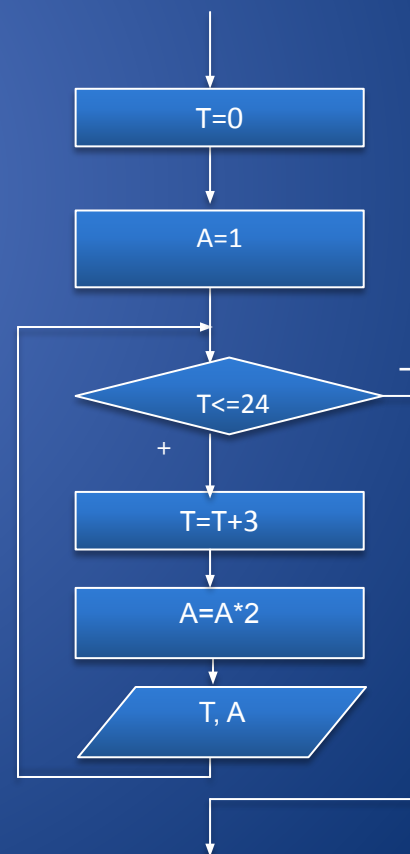 T=0
A=1
T<=24
–
+
T=T+3
A=A*2
T, A